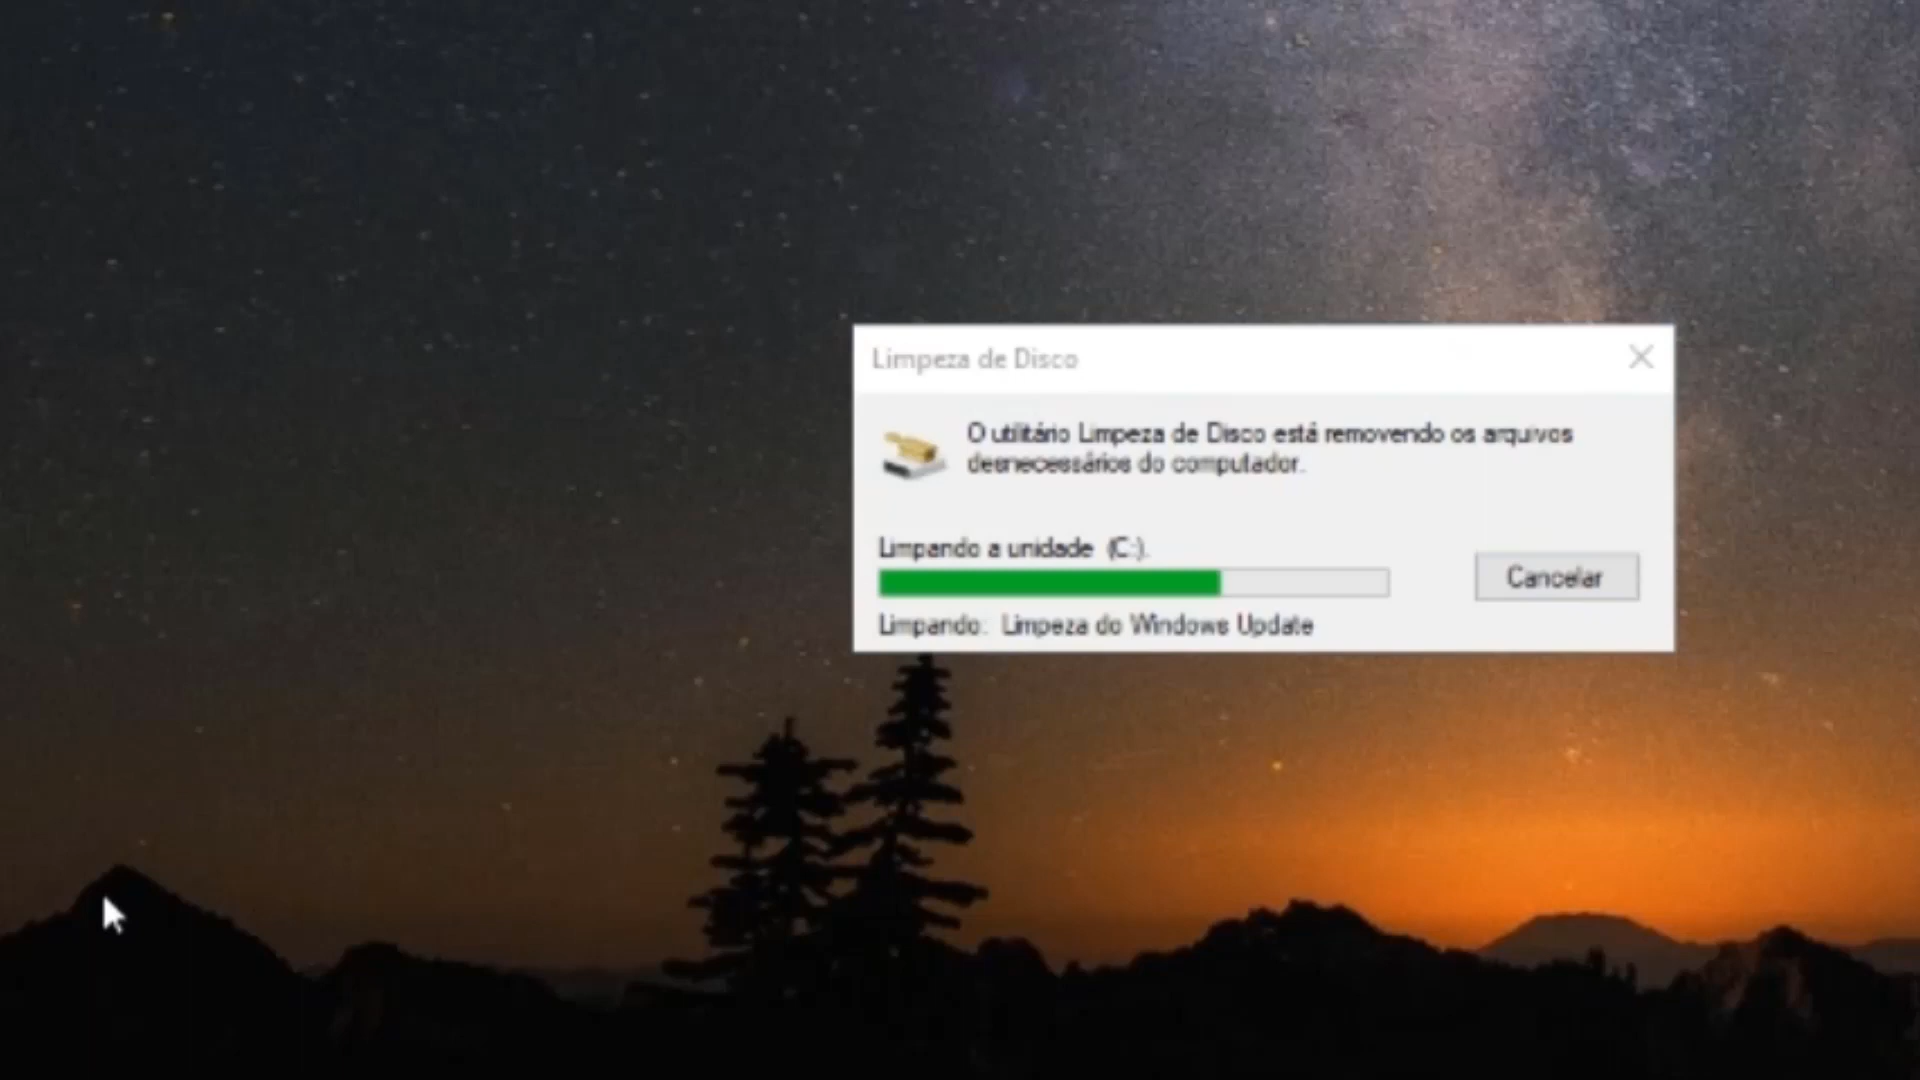 Limpeza de Disco
O utilitário Limpeza de Disco está removendo os arquivos
desnecessários do computador.
Limpando a unidade (C:).
Cancelar
Limpando: Limpeza do Windows Update